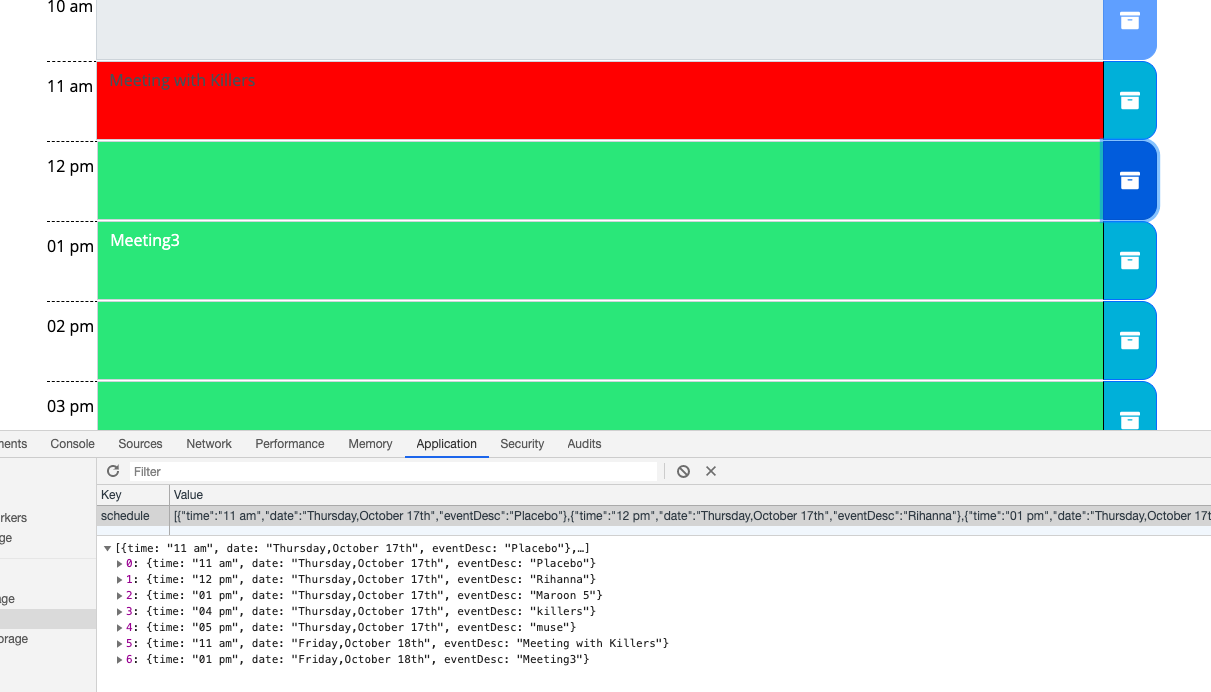 10 am
11 am Meeting with Killers
12 pm
01 pm Meeting3
02 pm
03 pm
nents Console Sources Network Performance Memory Application Security Audits
Filter
Key Value
rkers
ge
age
orage
schedule [{"time":"11 am","date":"Thursday,October 17th","eventDesc":"Placebo"},{"time":"12 pm","date":"Thursday,October 17th","eventDesc":"Rihanna"},{"time":"01 pm","date":"Thursday,October 17t
[{time: "11 am", date: "Thursday,October 17th", eventDesc: "Placebo"},…]
0: {time: "11 am", date: "Thursday,October 17th", eventDesc: "Placebo"}
1: {time: "12 pm", date: "Thursday,October 17th", eventDesc: "Rihanna"}
2: {time: "01 pm", date: "Thursday,October 17th", eventDesc: "Maroon 5"}
3: {time: "04 pm", date: "Thursday,October 17th", eventDesc: "killers"}
4: {time: "05 pm", date: "Thursday,October 17th", eventDesc: "muse"}
5: {time: "11 am", date: "Friday,October 18th", eventDesc: "Meeting with Killers"}
6: {time: "01 pm", date: "Friday,October 18th", eventDesc: "Meeting3"}